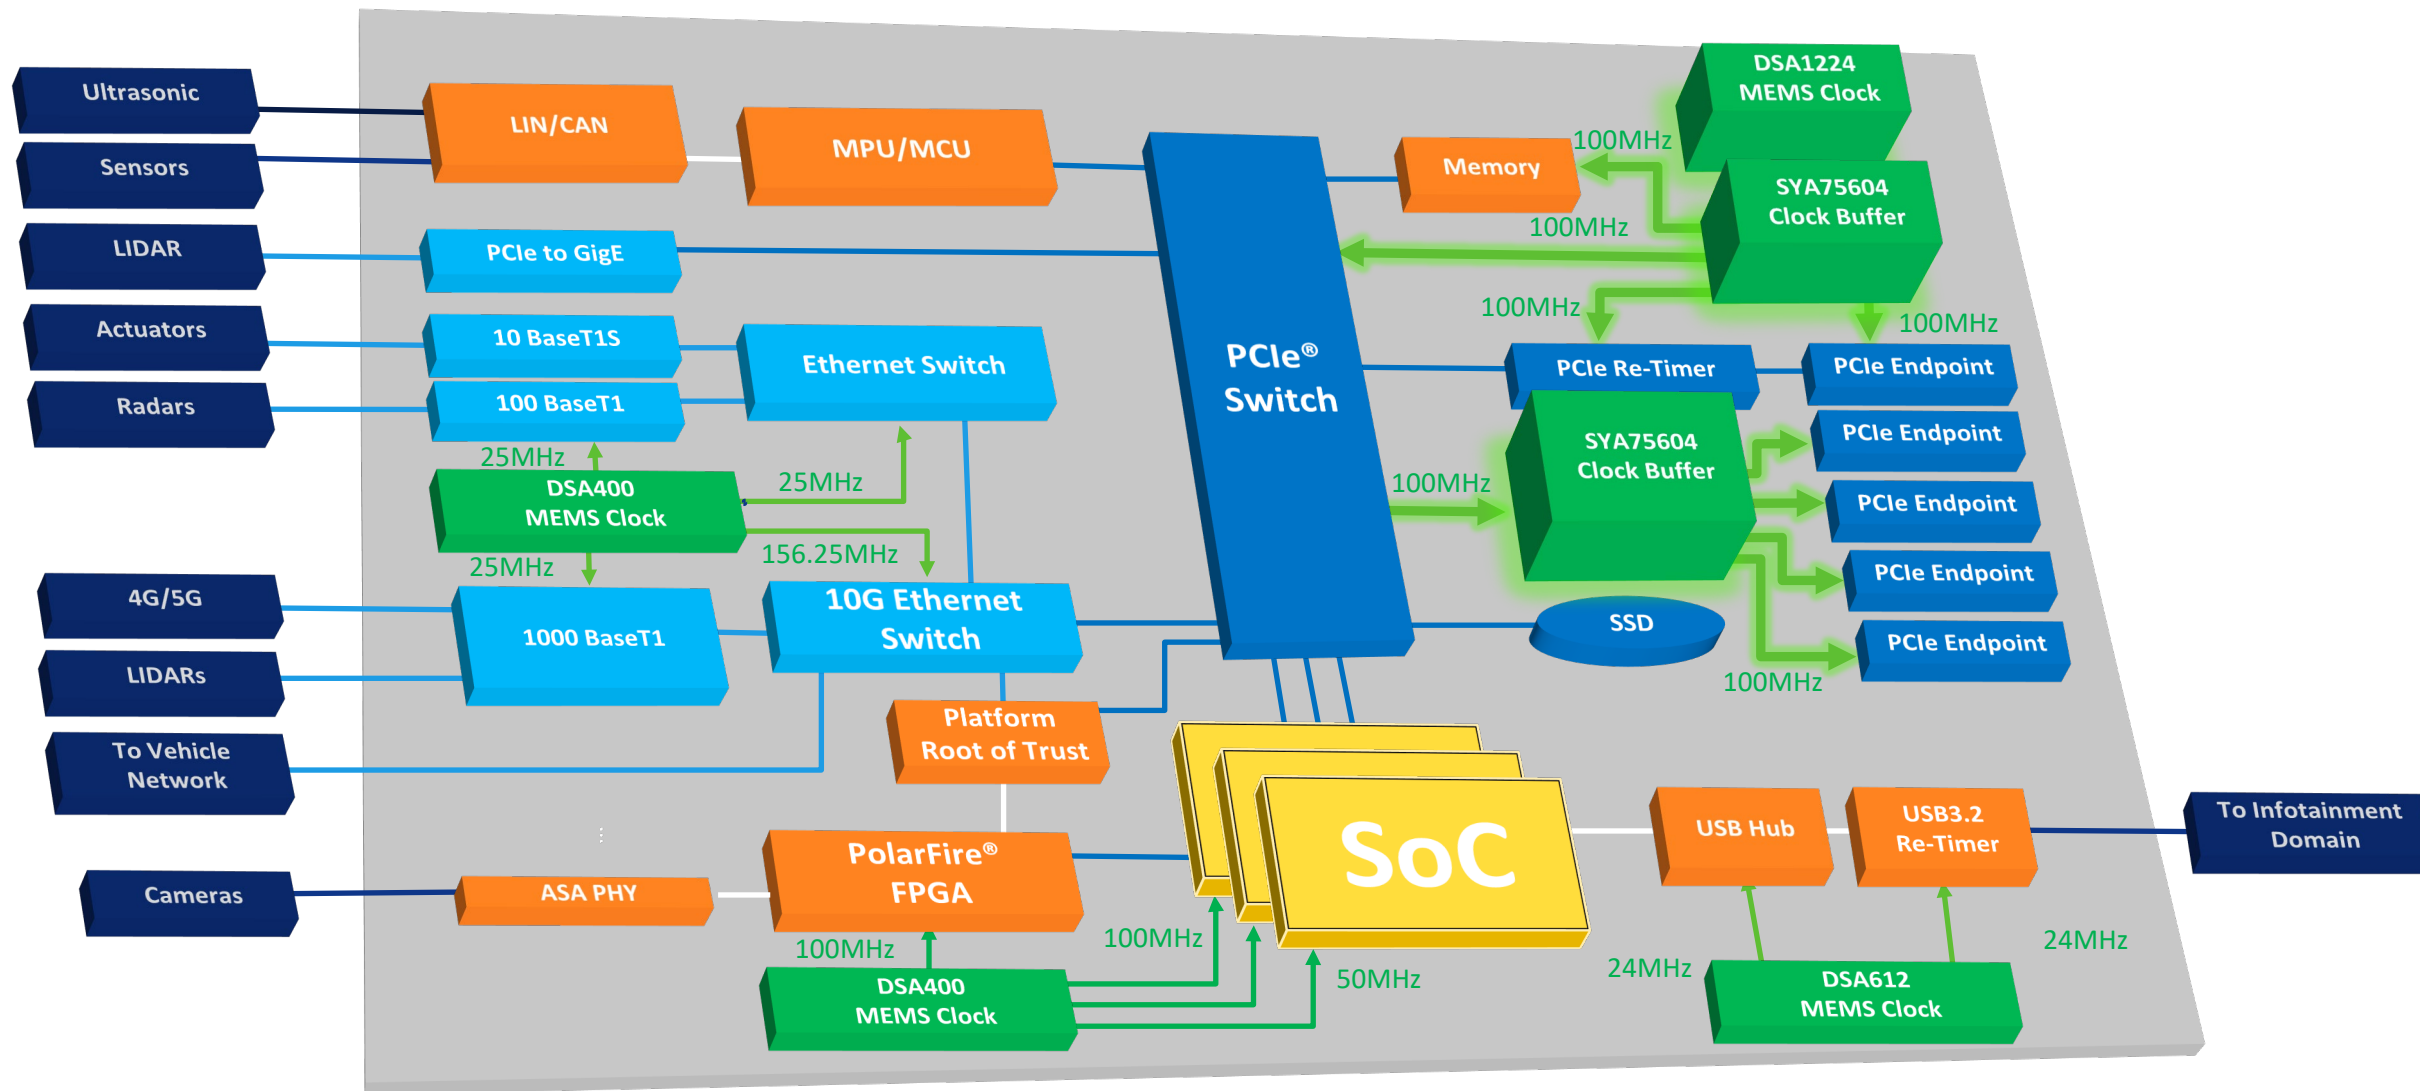 Ultrasonic
Sensors
LIDAR
Actuators
Radars
4G/5G
LIDARs
To Vehicle
Network
Cameras
LIN/CAN
MPU/MCU
PCIe to GigE
10 BaseT1S
100 BaseT1
Ethernet Switch
25MHz
DSA400
MEMS Clock
25MHz
156.25MHz
25MHz
1000 BaseT1
10G Ethernet
Switch
Platform
Root of Trust
...
ASA PHY
PolarFire®
FPGA
100MHz
DSA400
MEMS Clock
100MHz
50MHz
PCIe®
Switch
Memory
100MHz
DSA1224
MEMS Clock
SYA75604
Clock Buffer
100MHz
100MHz
100MHz
PCIe Re-Timer
PCIe Endpoint
SYA75604
Clock Buffer
100MHz
PCIe Endpoint
PCIe Endpoint
PCIe Endpoint
PCIe Endpoint
100MHz
SSD
SoC
USB Hub
USB3.2
Re-Timer
To Infotainment
Domain
24MHz
24MHz
DSA612
MEMS Clock